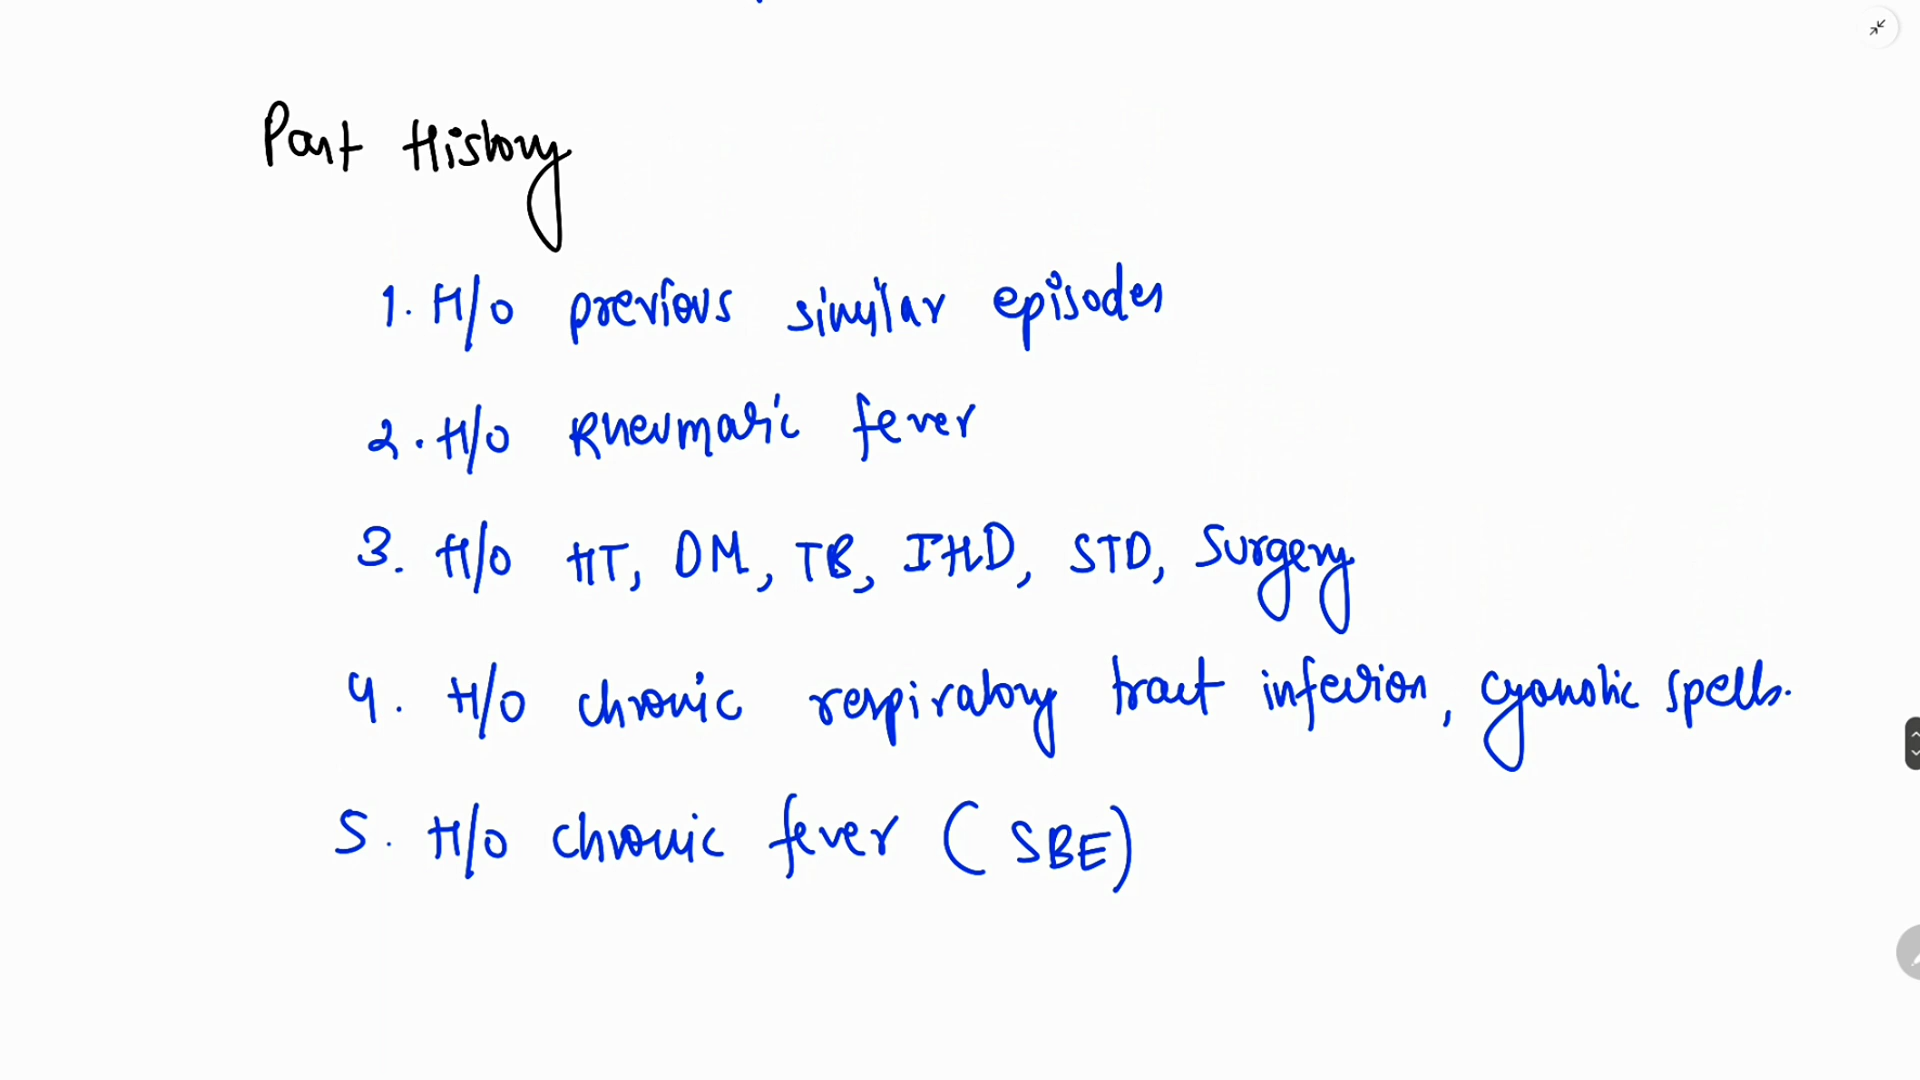 Past History
1. H/O previous similar episodes
2. H/O Rheumatic fever
3. H/O HT, DM, TB, IHD, STD, Surgery
4. H/O chronic respiratory tract infection, cyanotic spells.
5. H/O chronic fever (SBE)